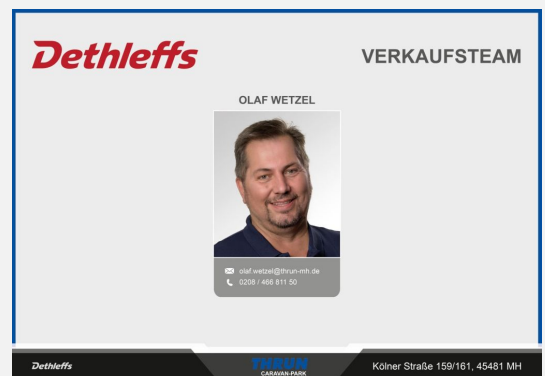 Dethleffs
VERKAUFSTEAM
OLAF WETZEL
olaf.wetzel@thrun-mh.de
0208 / 466 811 50
Dethleffs
THRUN
CARAVAN-PARK
Kölner Straße 159/161, 45481 MH